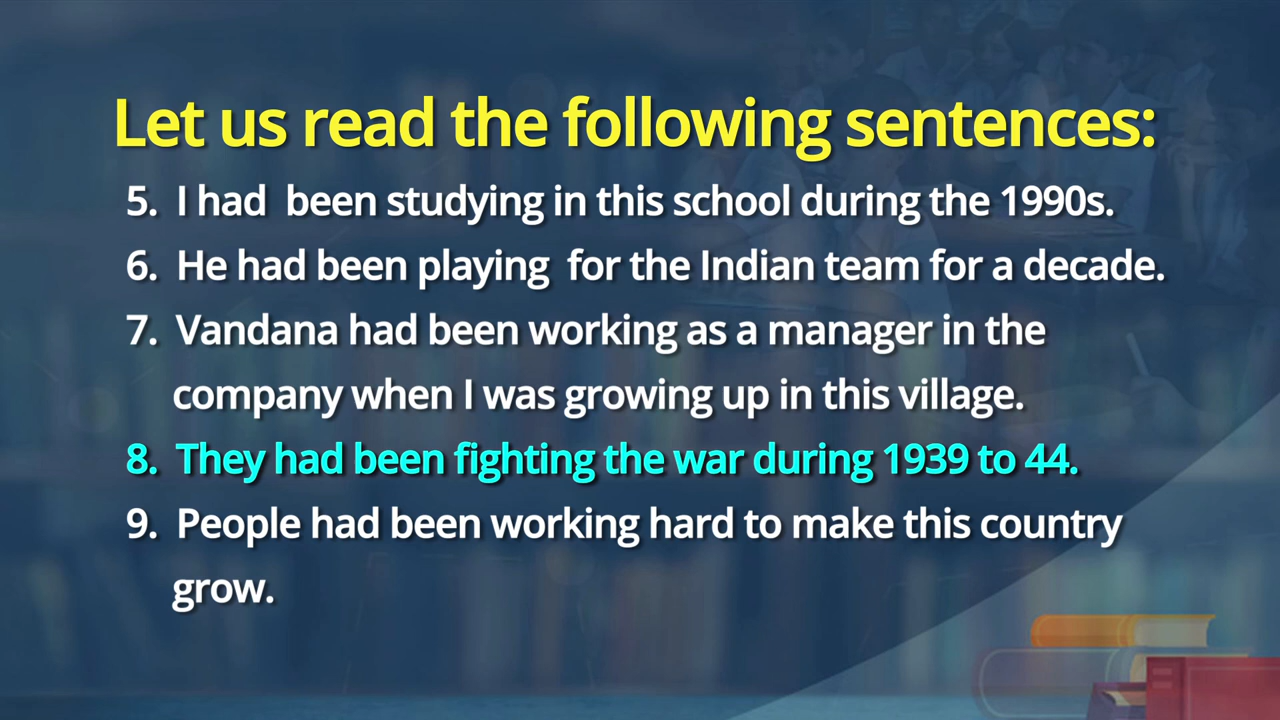 Let us read the following sentences:
5. I had been studying in this school during the 1990s.
6. He had been playing for the Indian team for a decade.
7. Vandana had been working as a manager in the
company when I was growing up in this village.
8. They had been fighting the war during 1939 to 44.
9. People had been working hard to make this country
grow.